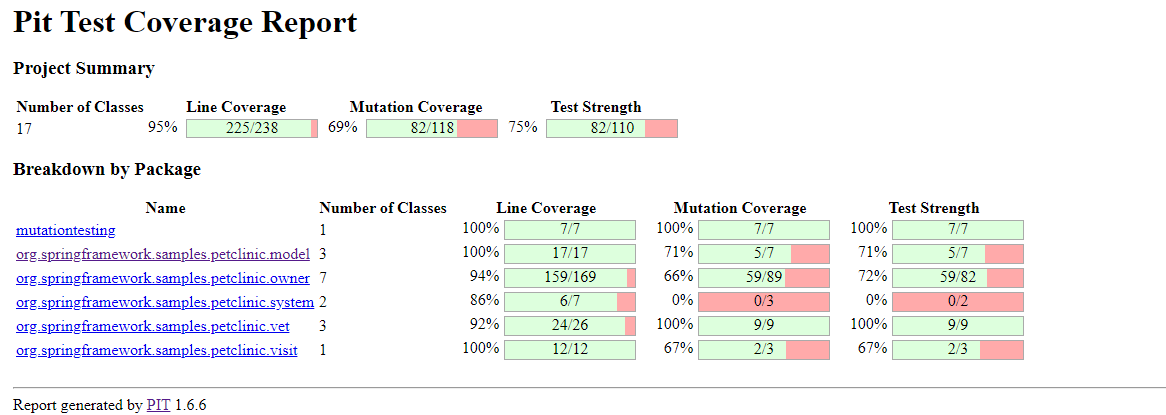 Pit Test Coverage Report
Project Summary
Number of Classes Line Coverage Mutation Coverage Test Strength
17 95% 225/238 69% 82/118 75% 82/110
Breakdown by Package
Name Number of Classes Line Coverage Mutation Coverage Test Strength
mutationtesting 1 100% 7/7 100% 7/7 100% 7/7
org.springframework.samples.petclinic.model 3 100% 17/17 71% 5/7 71% 5/7
org.springframework.samples.petclinic.owner 7 94% 159/169 66% 59/89 72% 59/82
org.springframework.samples.petclinic.system 2 86% 6/7 0% 0/3 0% 0/2
org.springframework.samples.petclinic.vet 3 92% 24/26 100% 9/9 100% 9/9
org.springframework.samples.petclinic.visit 1 100% 12/12 67% 2/3 67% 2/3
Report generated by PIT 1.6.6